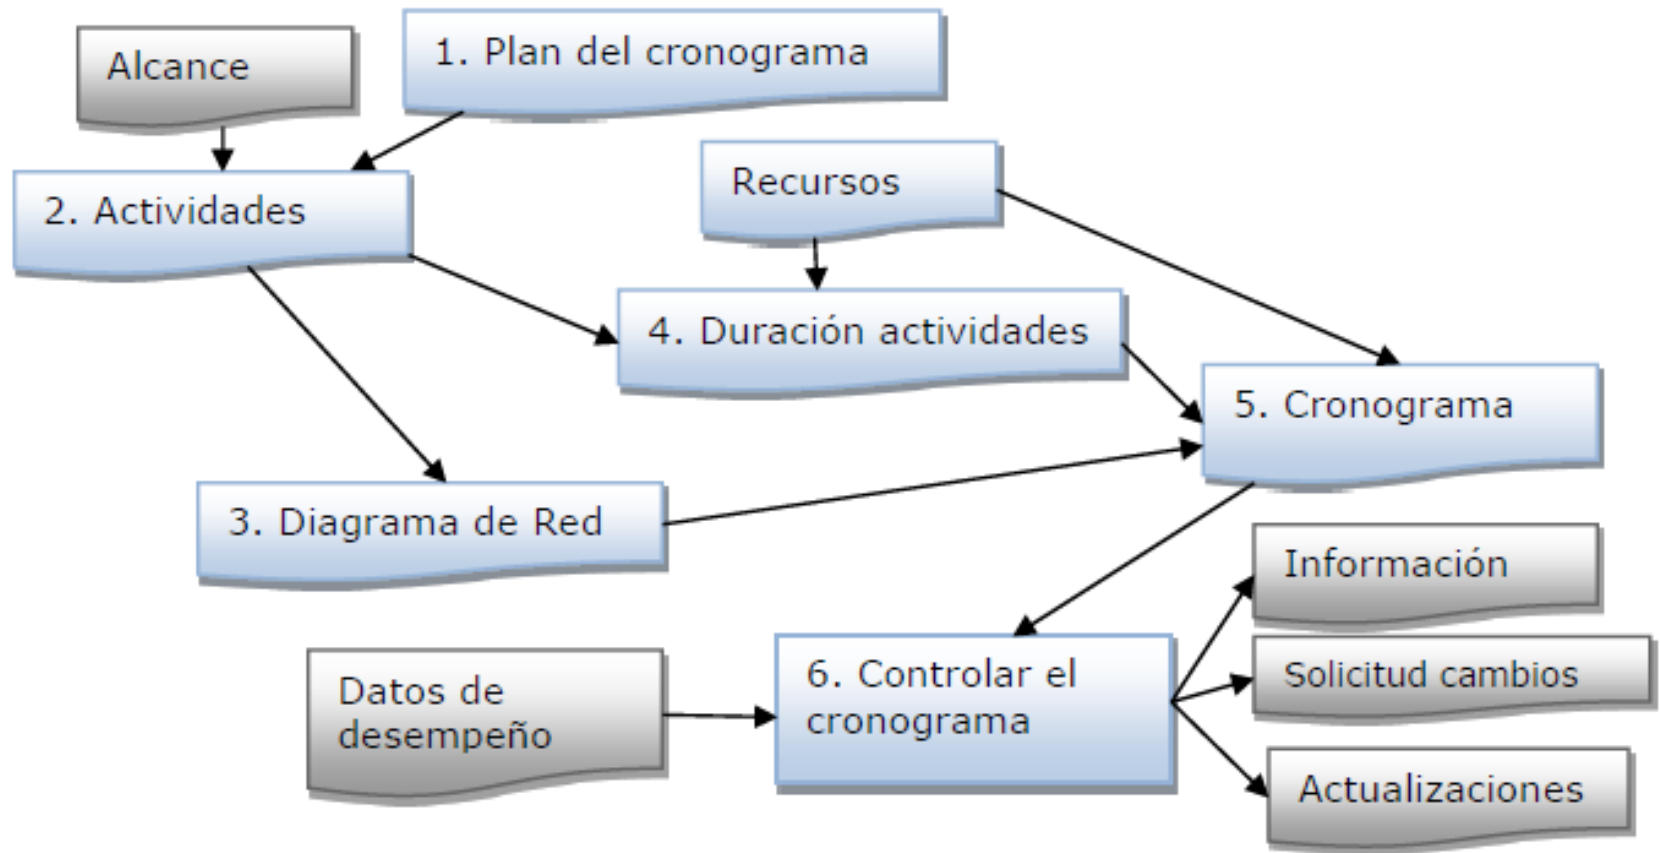 Alcance
1. Plan del cronograma
2. Actividades
Recursos
4. Duración actividades
5. Cronograma
3. Diagrama de Red
Información
Datos de
desempeño
6. Controlar el
cronograma
Solicitud cambios
Actualizaciones